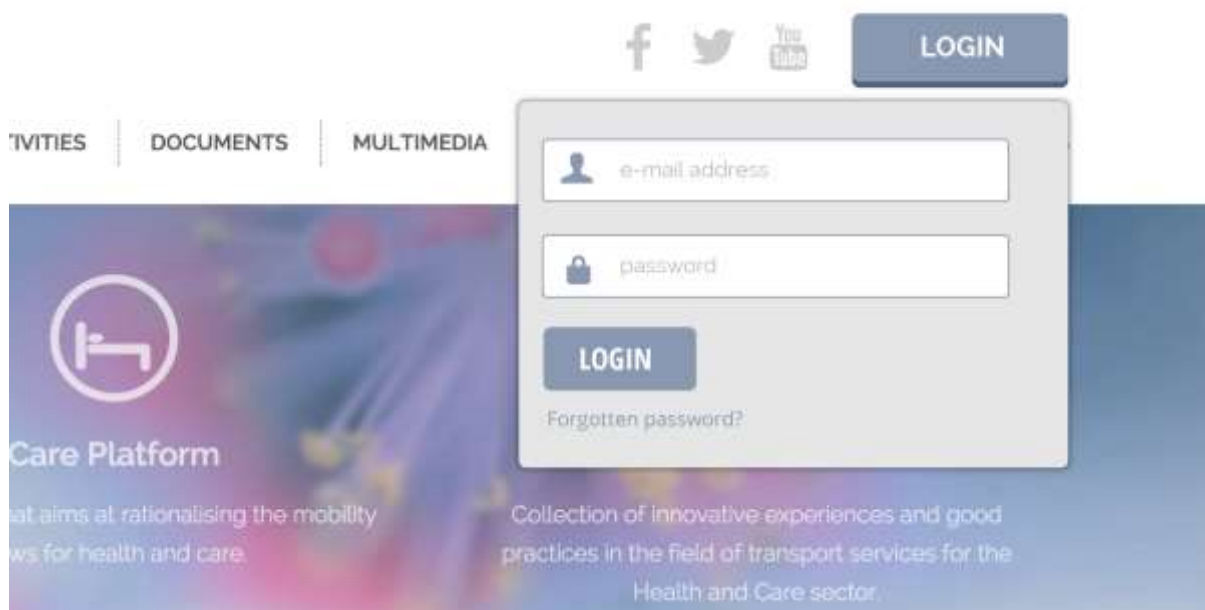 You Tube
LOGIN
TIVITIES
DOCUMENTS
MULTIMEDIA
e-mail address
password
LOGIN
Forgotten password?
Care Platform
at aims at rationalising the mobility
ws for health and care.
Collection of innovative experiences and good
practices in the field of transport services for the
Health and Care sector.